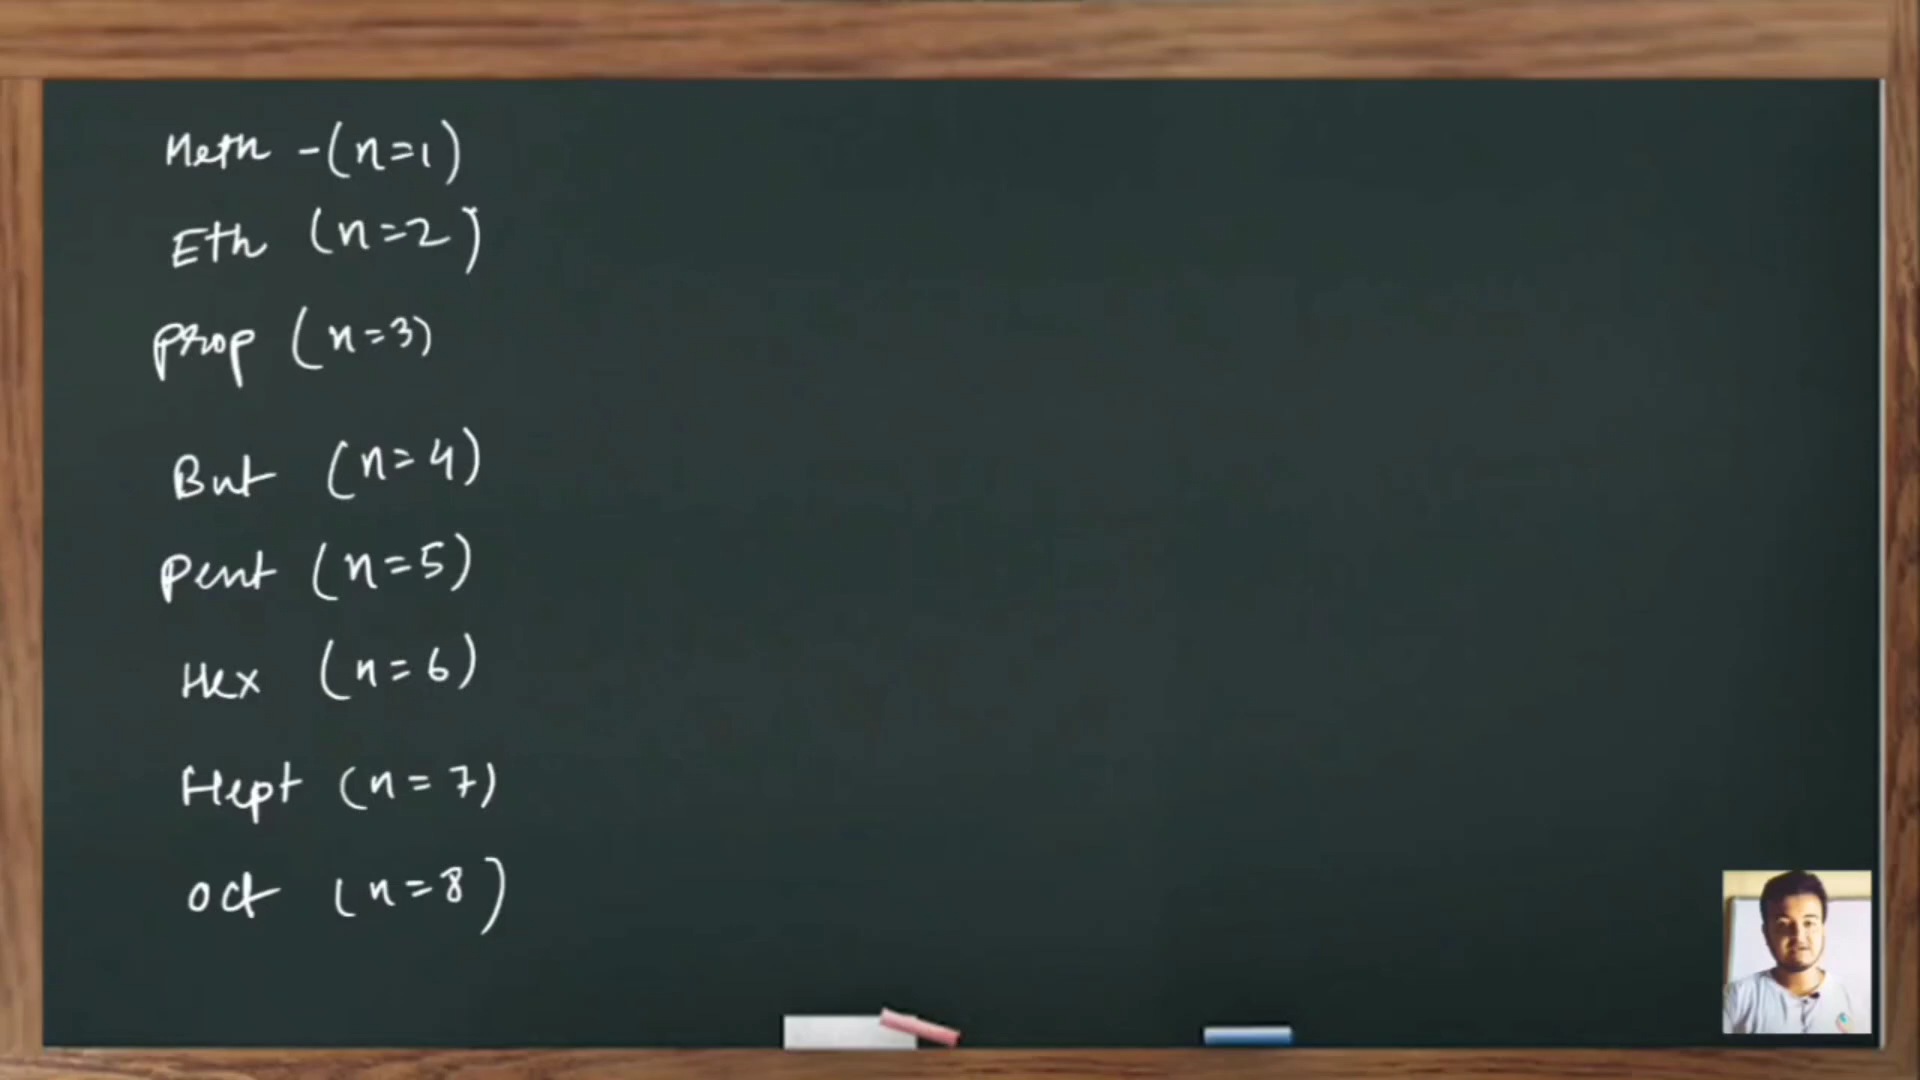 Meth -(n=1)
Eth (n=2)
Prop (n=3)
But (n=4)
Pent (n=5)
Hex (n=6)
Hept (n=7)
Oct (n=8)